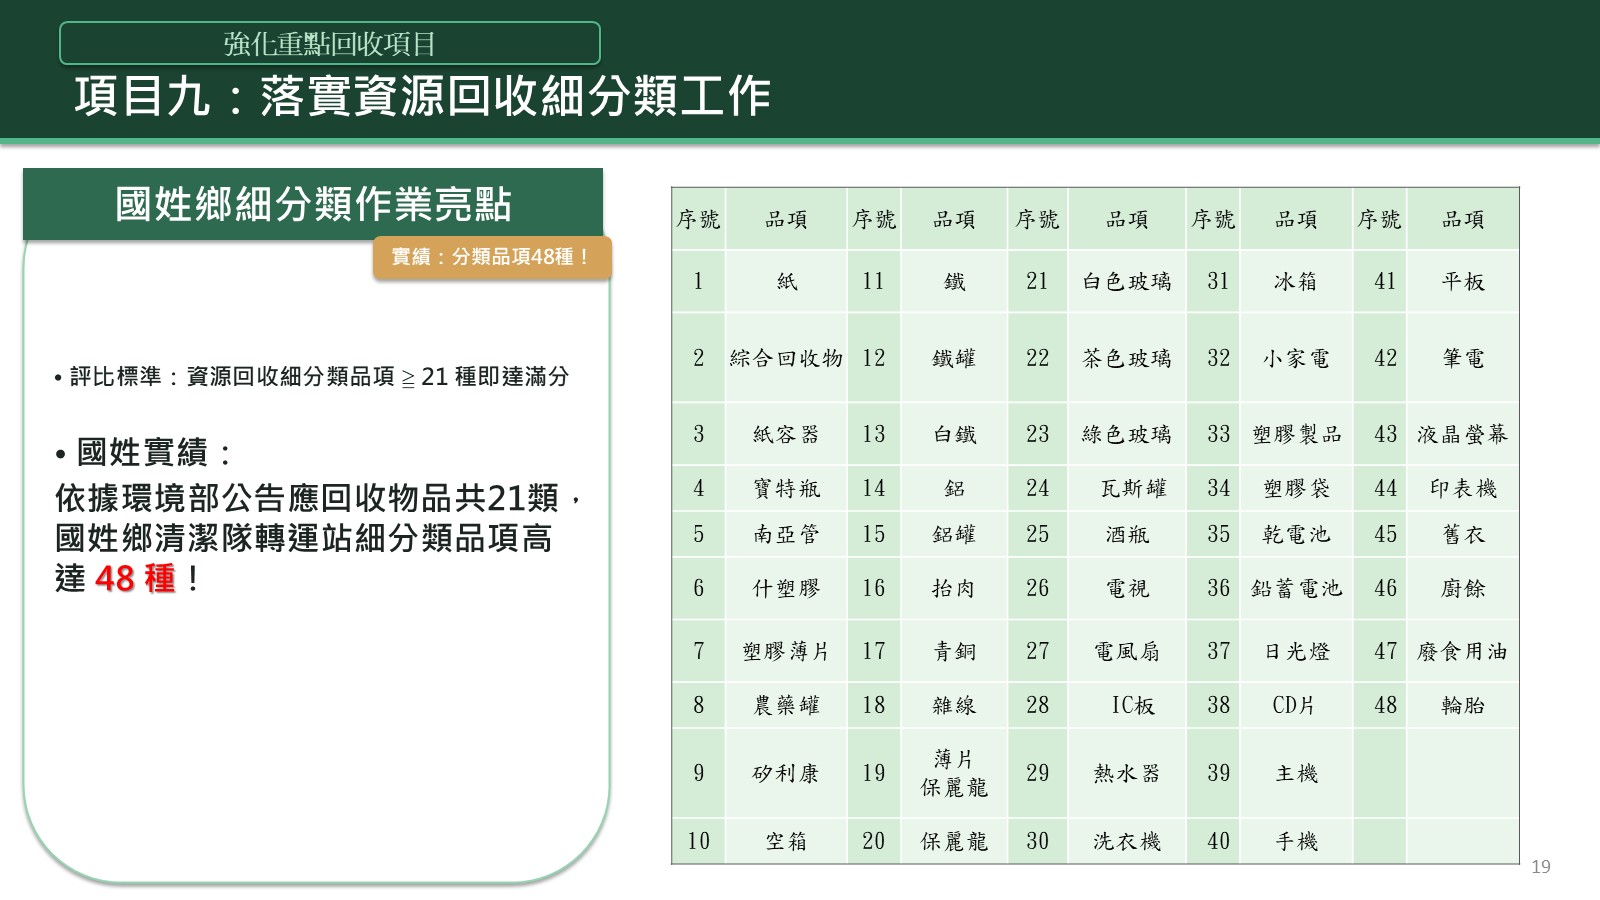 強化重點回收項目
項目九：落實資源回收細分類工作
國姓鄉細分類作業亮點
實績：分類品項48種！
• 評比標準：資源回收細分類品項 ≧ 21 種即達滿分
• 國姓實績：
依據環境部公告應回收物品共21類，
國姓鄉清潔隊轉運站細分類品項高
達 48 種！
序號 品項 序號 品項 序號 品項 序號 品項 序號 品項
1 紙 11 鐵 21 白色玻璃 31 冰箱 41 平板
2 綜合回收物 12 鐵罐 22 茶色玻璃 32 小家電 42 筆電
3 紙容器 13 白鐵 23 綠色玻璃 33 塑膠製品 43 液晶螢幕
4 寶特瓶 14 鋁 24 瓦斯罐 34 塑膠袋 44 印表機
5 南亞管 15 鋁罐 25 酒瓶 35 乾電池 45 舊衣
6 什塑膠 16 抬肉 26 電視 36 鉛蓄電池 46 廚餘
7 塑膠薄片 17 青銅 27 電風扇 37 日光燈 47 廢食用油
8 農藥罐 18 雜線 28 IC板 38 CD片 48 輪胎
9 矽利康 19 薄片
保麗龍 29 熱水器 39 主機
10 空箱 20 保麗龍 30 洗衣機 40 手機
19